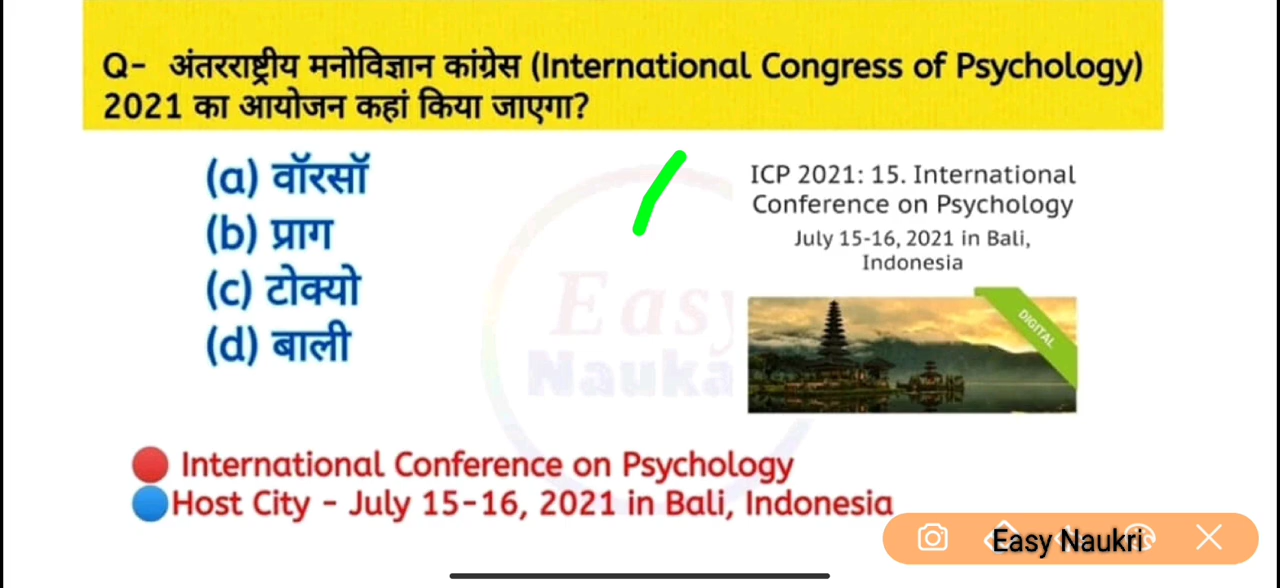 Q- अंतरराष्ट्रीय मनोविज्ञान कांग्रेस (International Congress of Psychology)
2021 का आयोजन कहां किया जाएगा?
(a) वॉरसॉ
(b) प्राग
(c) टोक्यो
(d) बाली
ICP 2021: 15. International
Conference on Psychology
July 15-16, 2021 in Bali,
Indonesia
DIGITAL
Easy
Nauka
International Conference on Psychology
Host City - July 15-16, 2021 in Bali, Indonesia
Easy Naukri